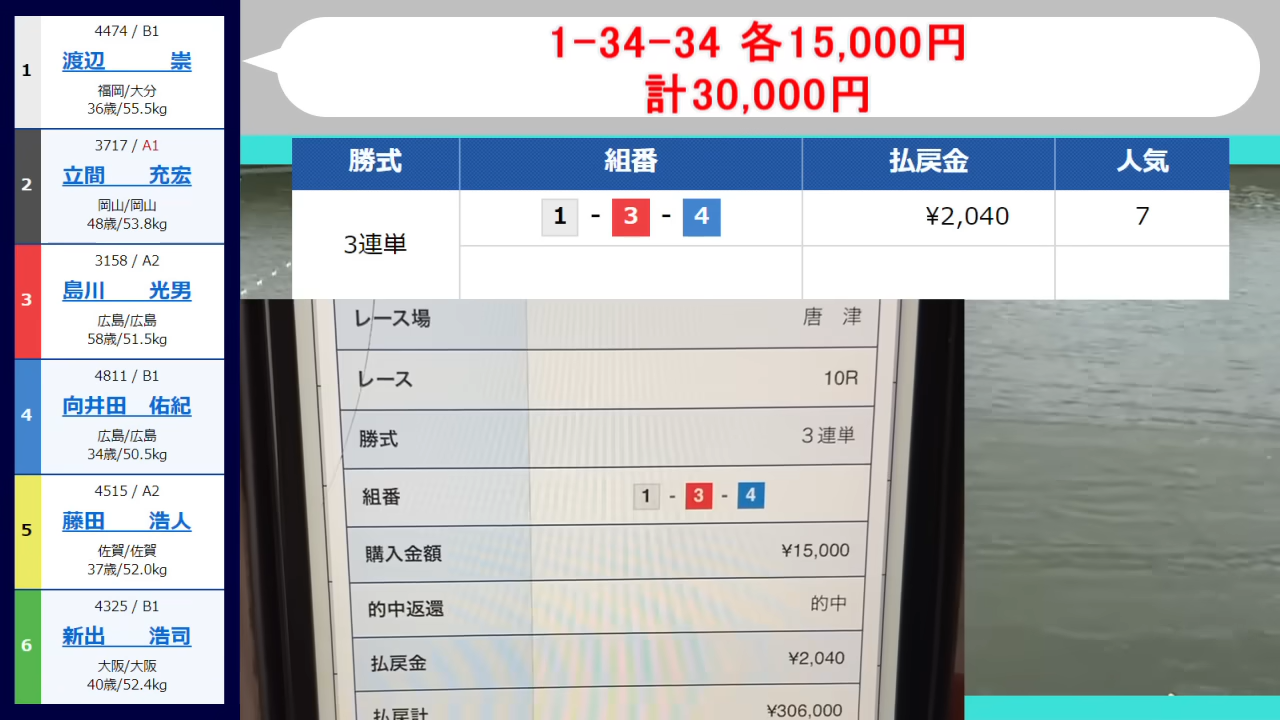 1
4474 / B1
渡辺 崇
福岡/大分
36歳/55.5kg
2
3717 / A1
立間 充宏
岡山/岡山
48歳/53.8kg
3
3158 / A2
島川 光男
広島/広島
58歳/51.5kg
4
4811 / B1
向井田 佑紀
広島/広島
34歳/50.5kg
5
4515 / A2
藤田 浩人
佐賀/佐賀
37歳/52.0kg
6
4325 / B1
新出 浩司
大阪/大阪
40歳/52.4kg
1-34-34 各15,000円
計30,000円
勝式 組番 払戻金 人気
3連単 1 - 3 - 4 ¥2,040 7
レース場 唐 津
レース 10R
勝式 3連単
組番 1 - 3 - 4
購入金額 ¥15,000
的中返還 的中
払戻金 ¥2,040
払戻計 ¥306,000